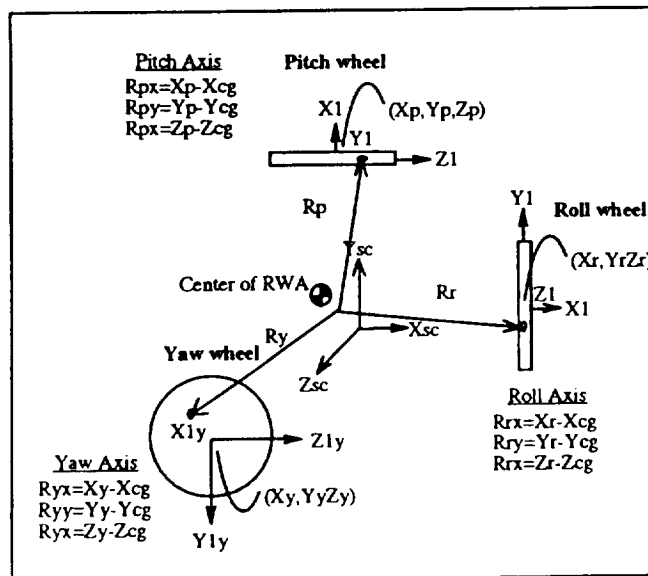 Pitch Axis
Rpx=Xp-Xcg
Rpy=Yp-Ycg
Rpx=Zp-Zcg
Pitch wheel
(Xp,Yp,Zp)
X1
Y1
Z1
Rp
Y1
Roll wheel
(Xr,YrZr)
Z1
X1
Ysc
Center of RWA
Rr
Xsc
Ry
Zsc
Yaw wheel
X1y
Z1y
Y1y
(Xy,YyZy)
Roll Axis
Rrx=Xr-Xcg
Rry=Yr-Ycg
Rrx=Zr-Zcg
Yaw Axis
Ryx=Xy-Xcg
Ryy=Yy-Ycg
Ryx=Zy-Zcg